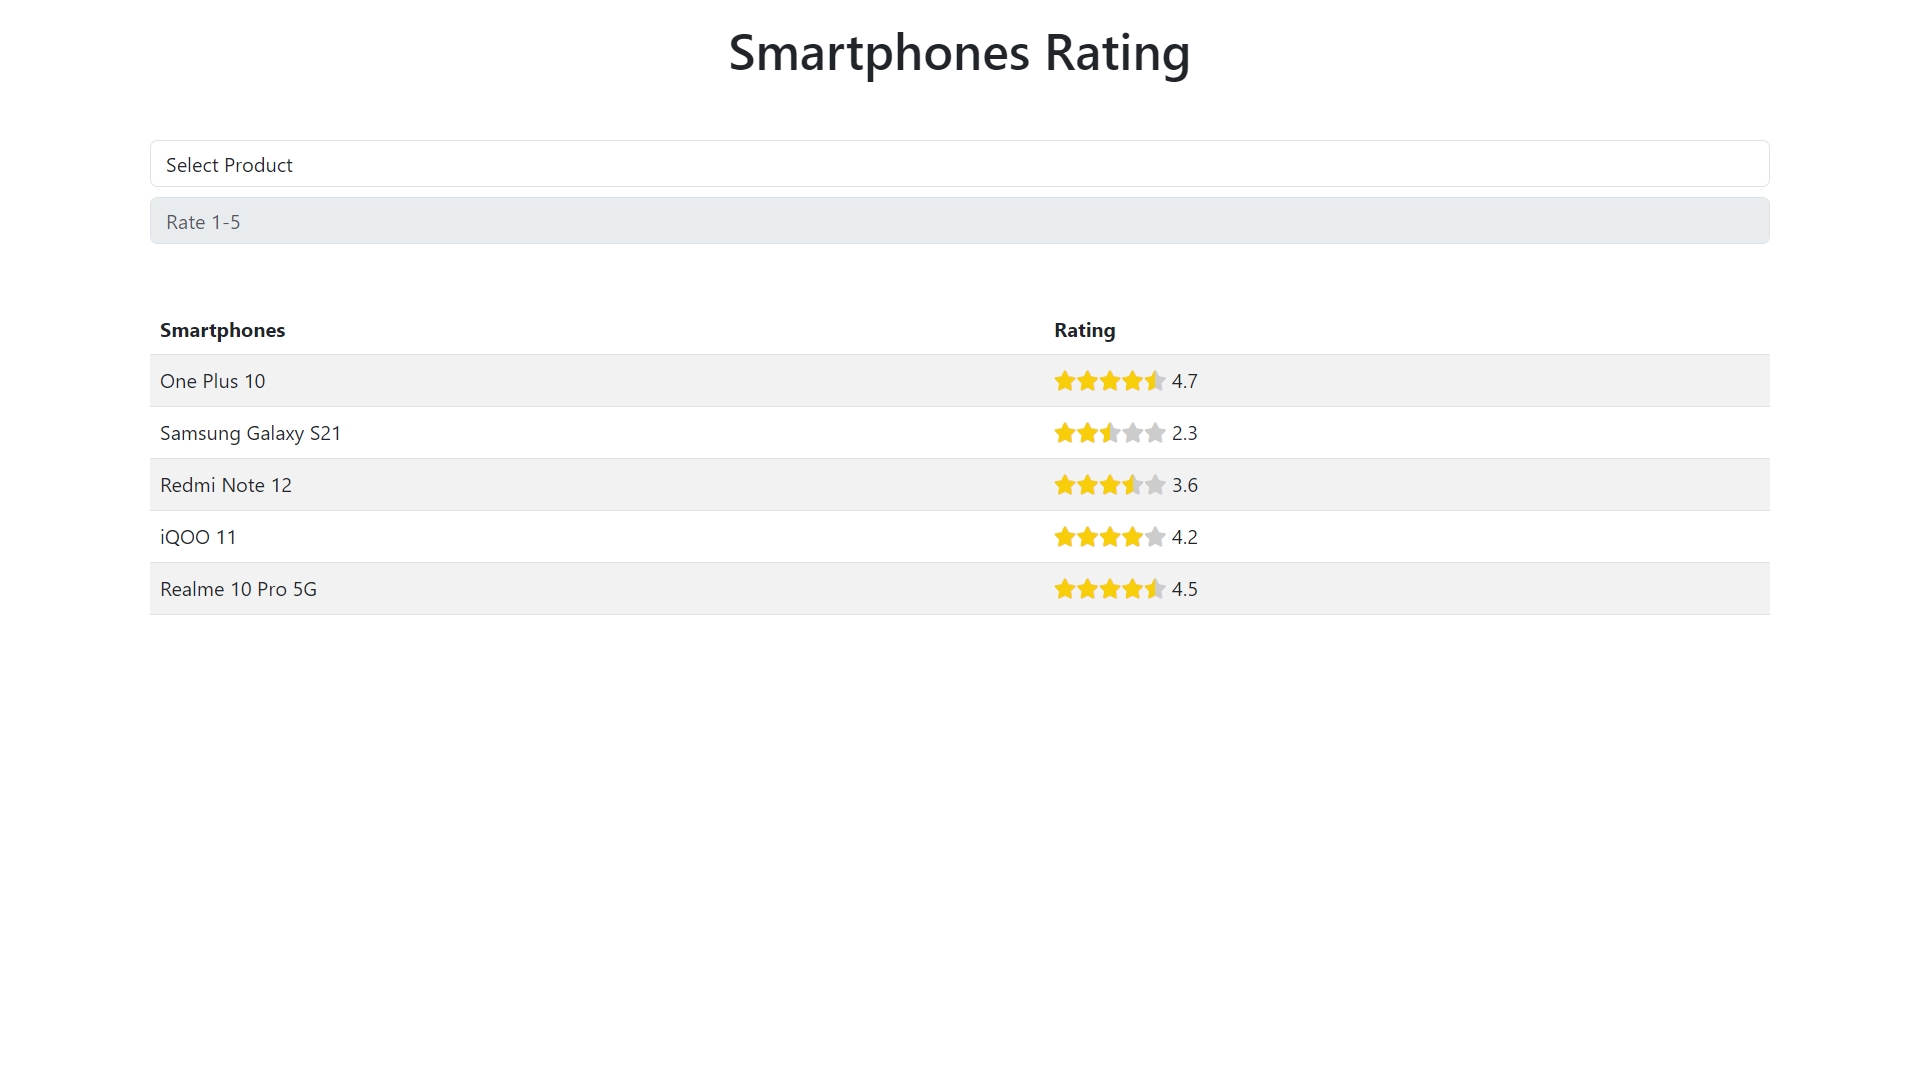 Smartphones Rating
Select Product
Rate 1-5
Smartphones Rating
One Plus 10 4.7
Samsung Galaxy S21 2.3
Redmi Note 12 3.6
iQOO 11 4.2
Realme 10 Pro 5G 4.5